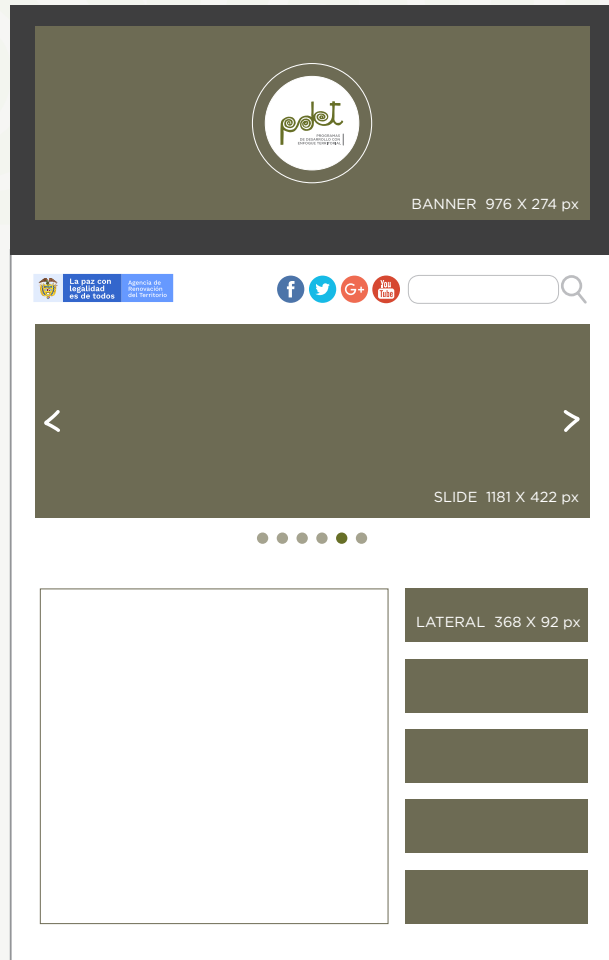 pdet
PROGRAMAS
DE DESARROLLO CON
ENFOQUE TERRITORIAL
BANNER 976 X 274 px
La paz con
legalidad
es de todos
Agencia de
Renovación
del Territorio
f
G+
You
Tube
SLIDE 1181 X 422 px
LATERAL 368 X 92 px